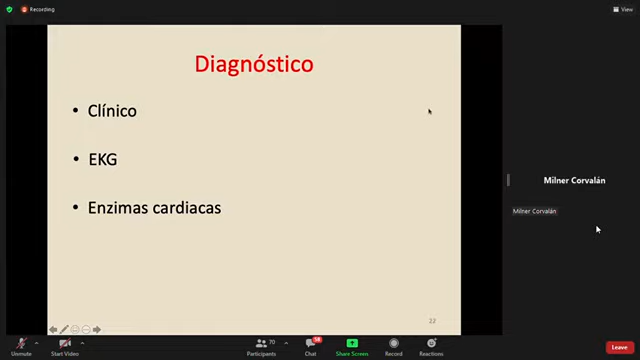 Recording
View
Diagnóstico
• Clínico
• EKG
• Enzimas cardiacas
Milner Corvalán
Milner Corvalán
22
Unmute
Start Video
Participants
70
Chat
58
Share Screen
Record
Reactions
Leave